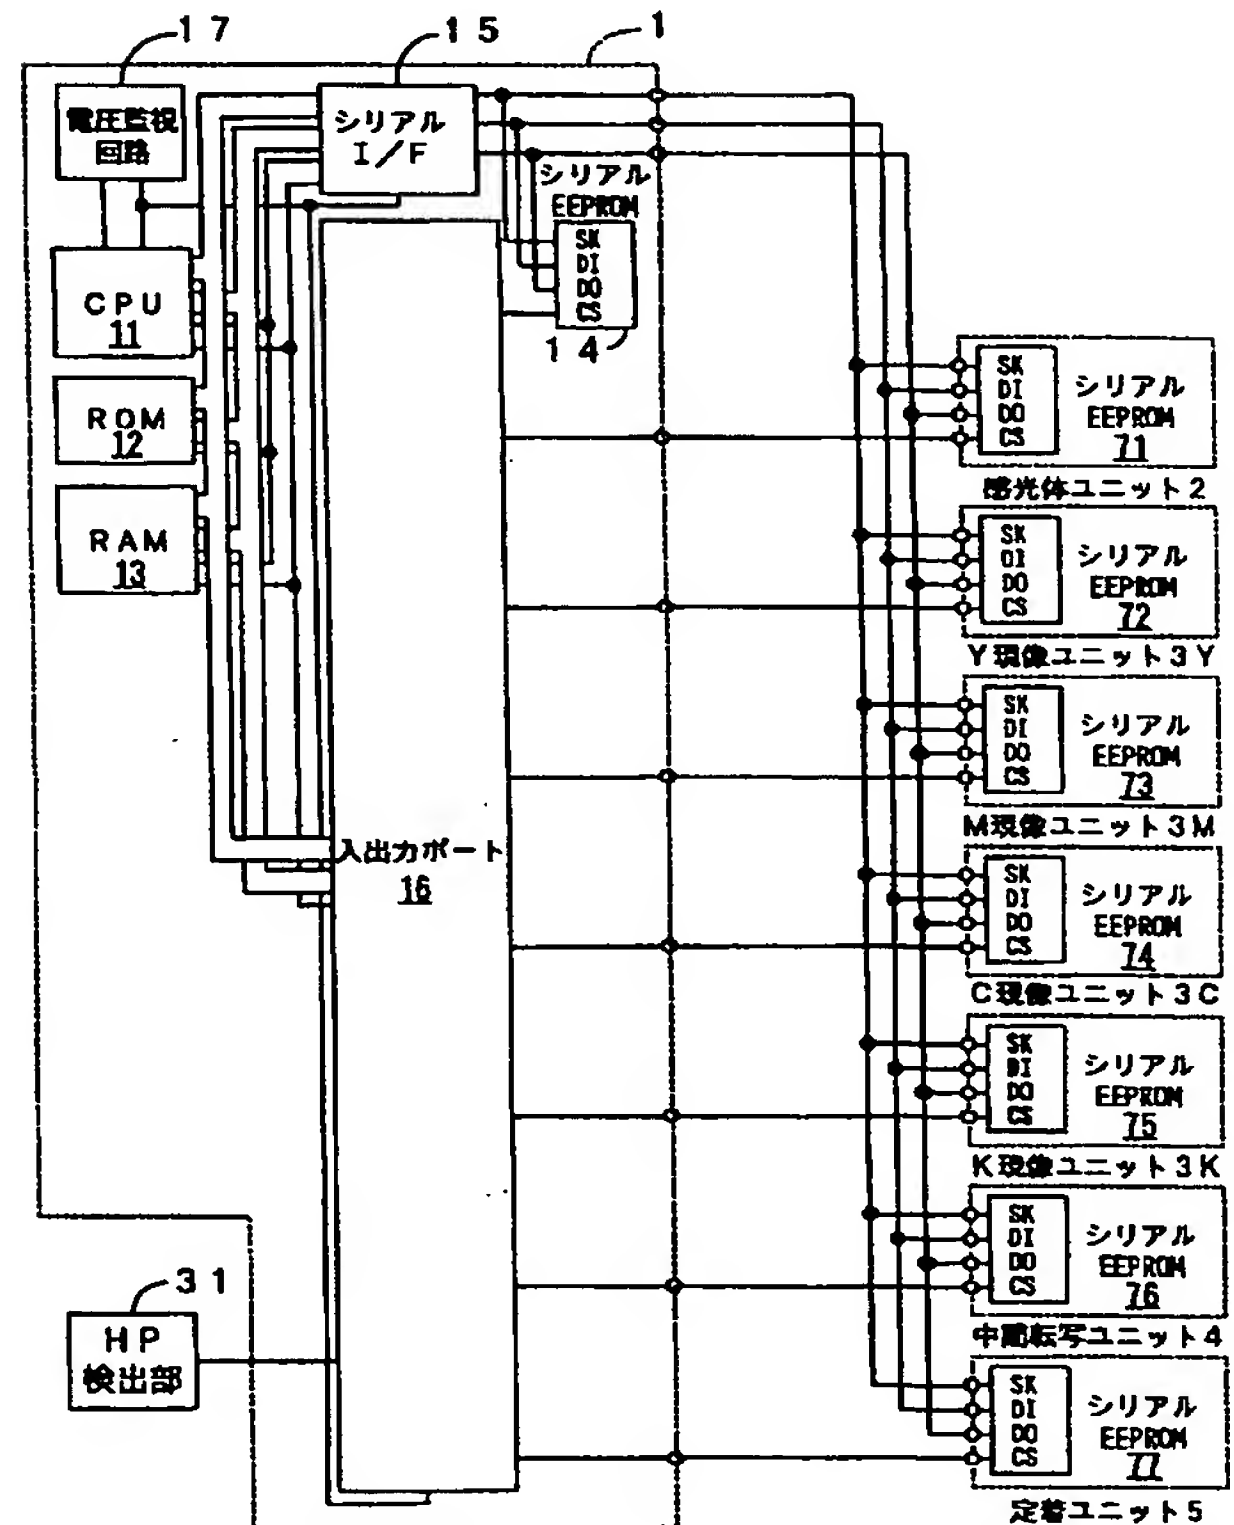 17
15
1
電圧監視
回路
シリアル
I/F
シリアル
EEPROM
SK
DI
DO
CS
14
CPU
11
ROM
12
RAM
13
入出力ポート
16
31
HP
検出部
SK
DI
DO
CS
シリアル
EEPROM
71
感光体ユニット2
SK
DI
DO
CS
シリアル
EEPROM
72
Y現像ユニット3Y
SK
DI
DO
CS
シリアル
EEPROM
73
M現像ユニット3M
SK
DI
DO
CS
シリアル
EEPROM
74
C現像ユニット3C
SK
DI
DO
CS
シリアル
EEPROM
75
K現像ユニット3K
SK
DI
DO
CS
シリアル
EEPROM
76
中間転写ユニット4
SK
DI
DO
CS
シリアル
EEPROM
77
定着ユニット5